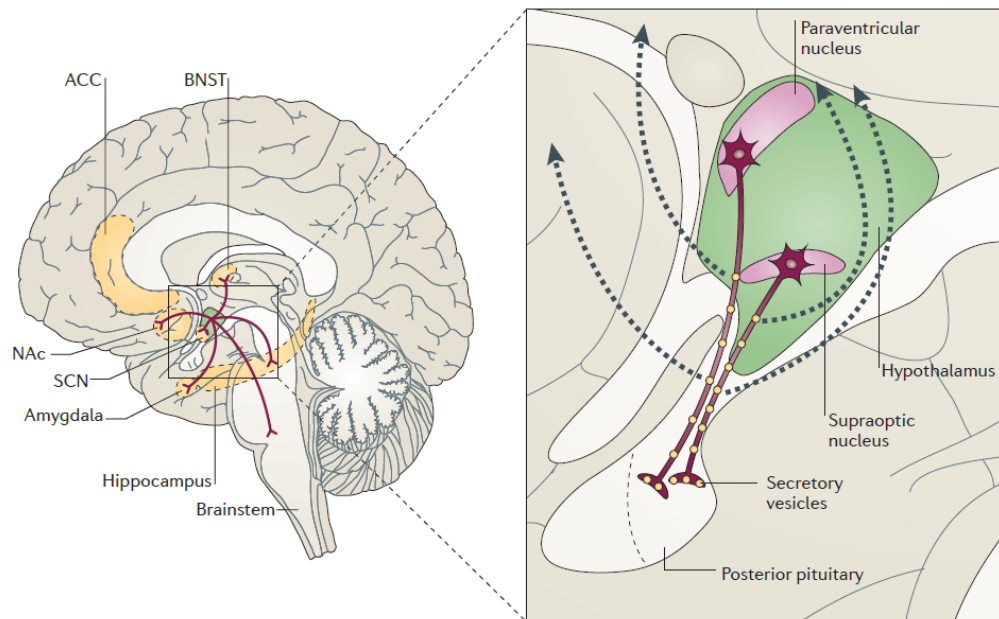 ACC
BNST
NAc
SCN
Amygdala
Hippocampus
Brainstem
Paraventricular
nucleus
Hypothalamus
Supraoptic
nucleus
Secretory
vesicles
Posterior pituitary